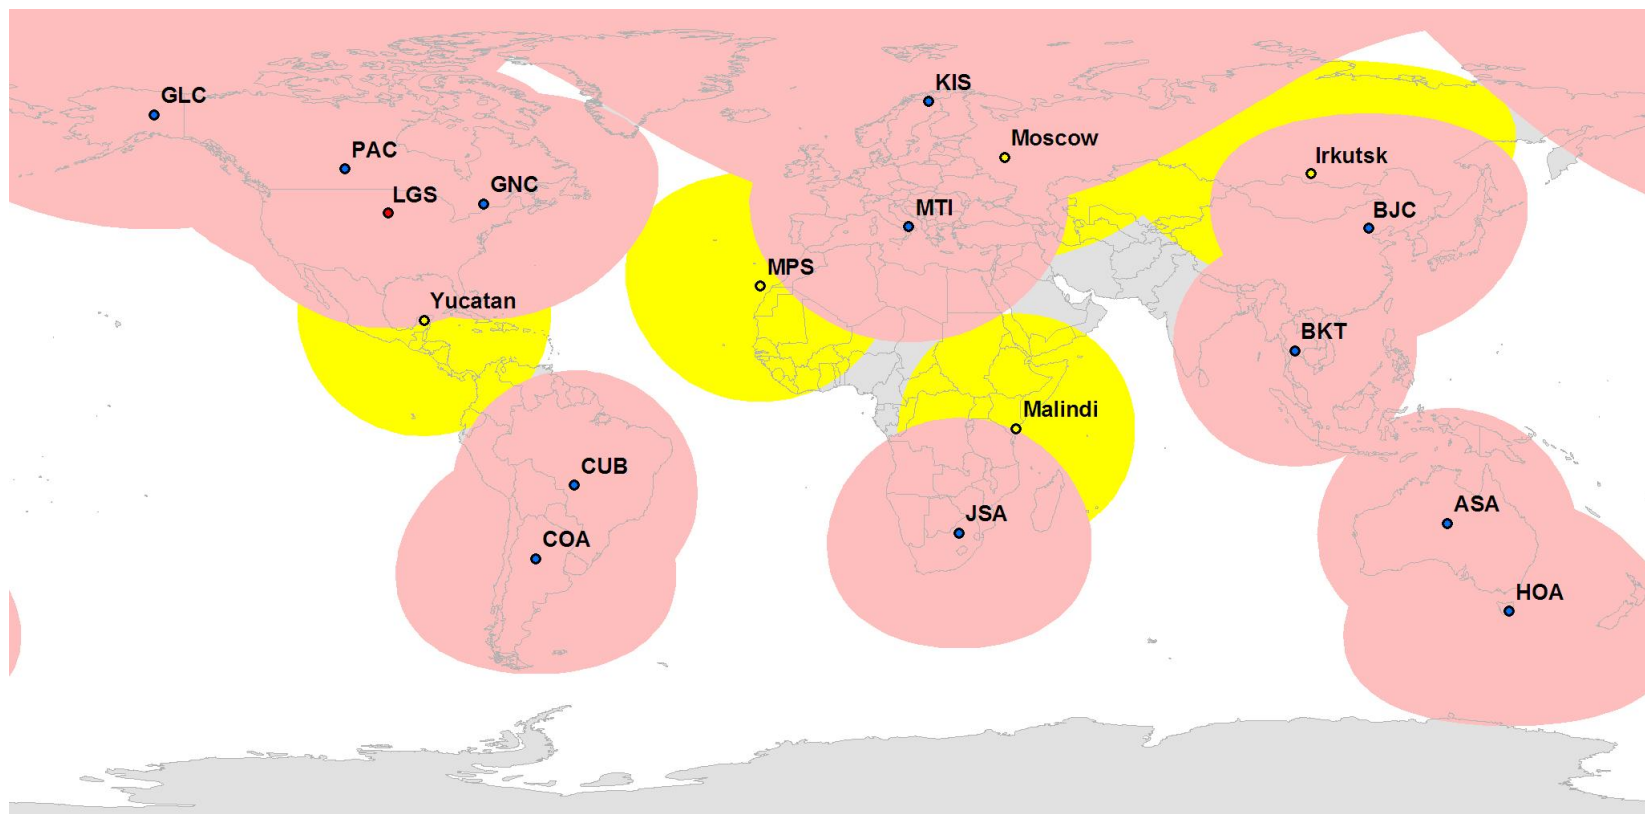 KIS
GLC
Moscow
PAC
Irkutsk
LGS
GNC
MTI
BJC
MPS
Yucatan
BKT
Malindi
CUB
ASA
JSA
COA
HOA